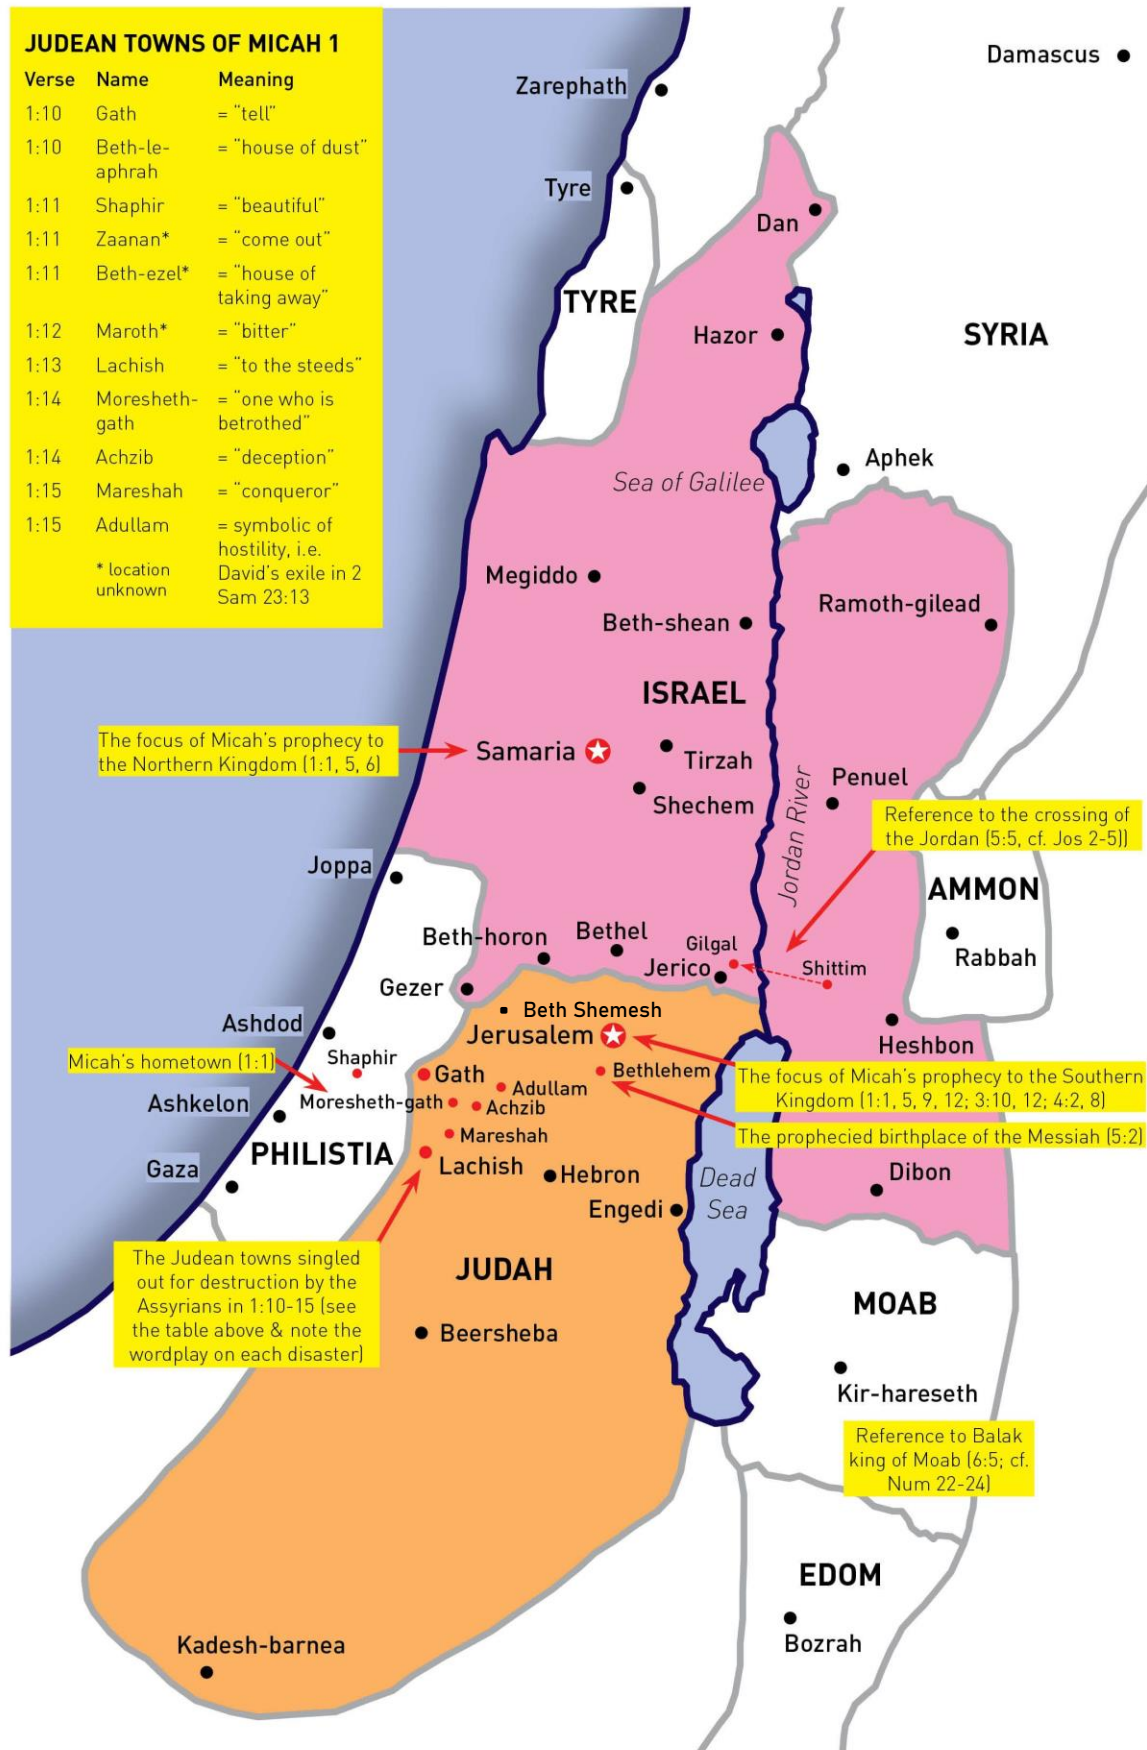 JUDEAN TOWNS OF MICAH 1
Verse Name Meaning
1:10 Gath = "tell"
1:10 Beth-le- = "house of dust"
aphrah
1:11 Shaphir = "beautiful"
1:11 Zaanan* = "come out"
1:11 Beth-ezel* = "house of
taking away"
1:12 Maroth* = "bitter"
1:13 Lachish = "to the steeds"
1:14 Moresheth- = "one who is
gath betrothed"
1:14 Achzib = "deception"
1:15 Mareshah = "conqueror"
1:15 Adullam = symbolic of
hostility, i.e.
* location David's exile in 2
unknown Sam 23:13
Damascus
Zarephath
Tyre
Dan
TYRE
Hazor
SYRIA
Aphek
Sea of Galilee
Megiddo
Ramoth-gilead
Beth-shean
ISRAEL
The focus of Micah's prophecy to
the Northern Kingdom (1:1, 5, 6)
Samaria
Tirzah
Shechem
Jordan River
Penuel
Reference to the crossing of
the Jordan (5:5, cf. Jos 2-5))
Joppa
AMMON
Rabbah
Beth-horon
Bethel
Gilgal
Jerico
Shittim
Gezer
Beth Shemesh
Ashdod
Jerusalem
Heshbon
Micah's hometown (1:1)
Shaphir
Gath
Adullam
Bethlehem
The focus of Micah's prophecy to the Southern
Kingdom (1:1, 5, 9, 12; 3:10, 12; 4:2, 8)
Moresheth-gath
Achzib
Ashkelon
Mareshah
The prophecied birthplace of the Messiah (5:2)
PHILISTIA
Lachish
Gaza
Hebron
Dead
Sea
Dibon
Engedi
The Judean towns singled
out for destruction by the
Assyrians in 1:10-15 (see
the table above & note the
wordplay on each disaster)
JUDAH
MOAB
Beersheba
Kir-hareseth
Reference to Balak
king of Moab (6:5; cf.
Num 22-24)
EDOM
Bozrah
Kadesh-barnea